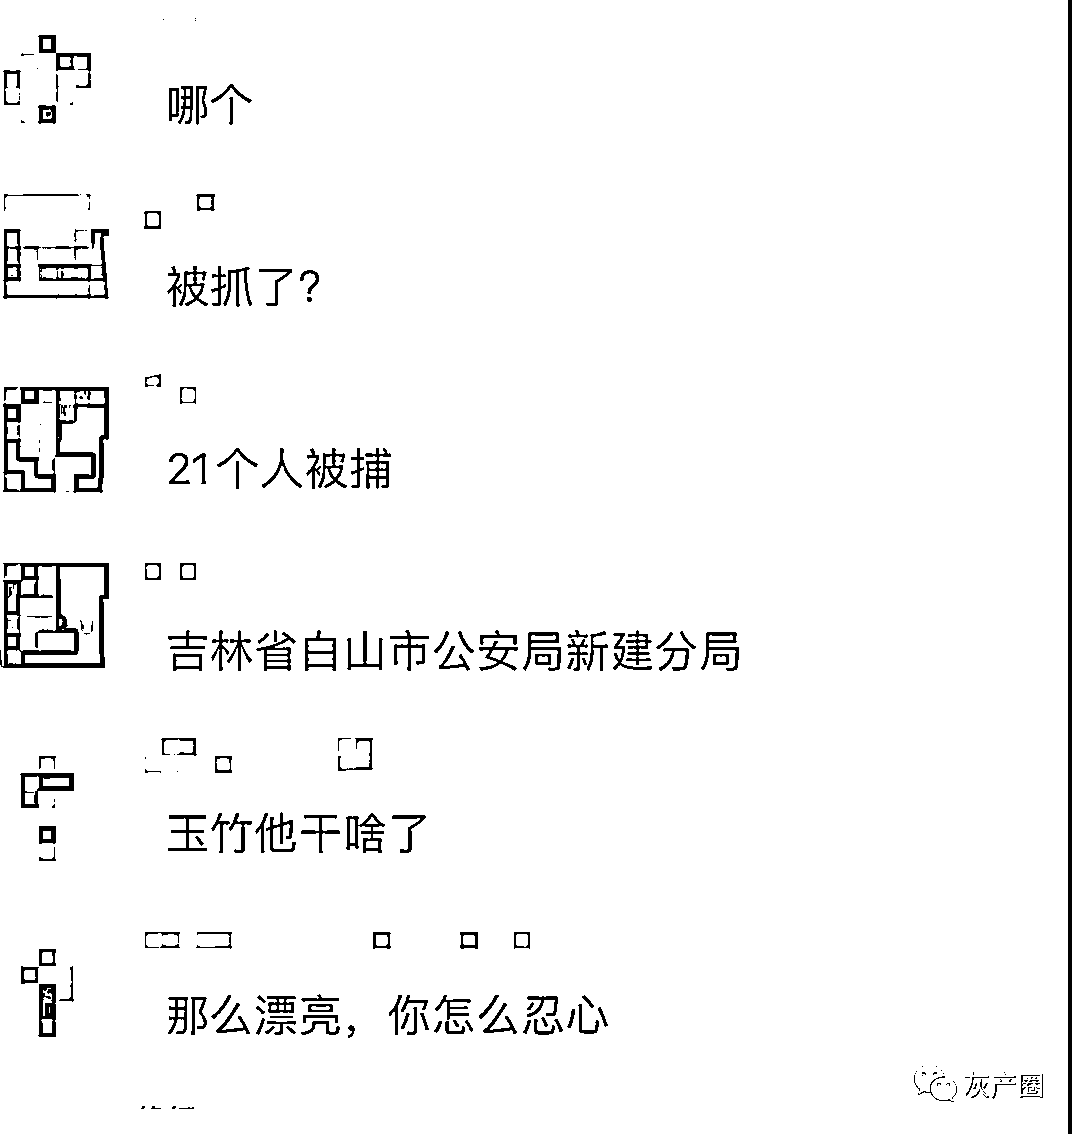 哪个
被抓了？
21个人被捕
吉林省白山市公安局新建分局
玉竹他干啥了
那么漂亮，你怎么忍心
灰产圈